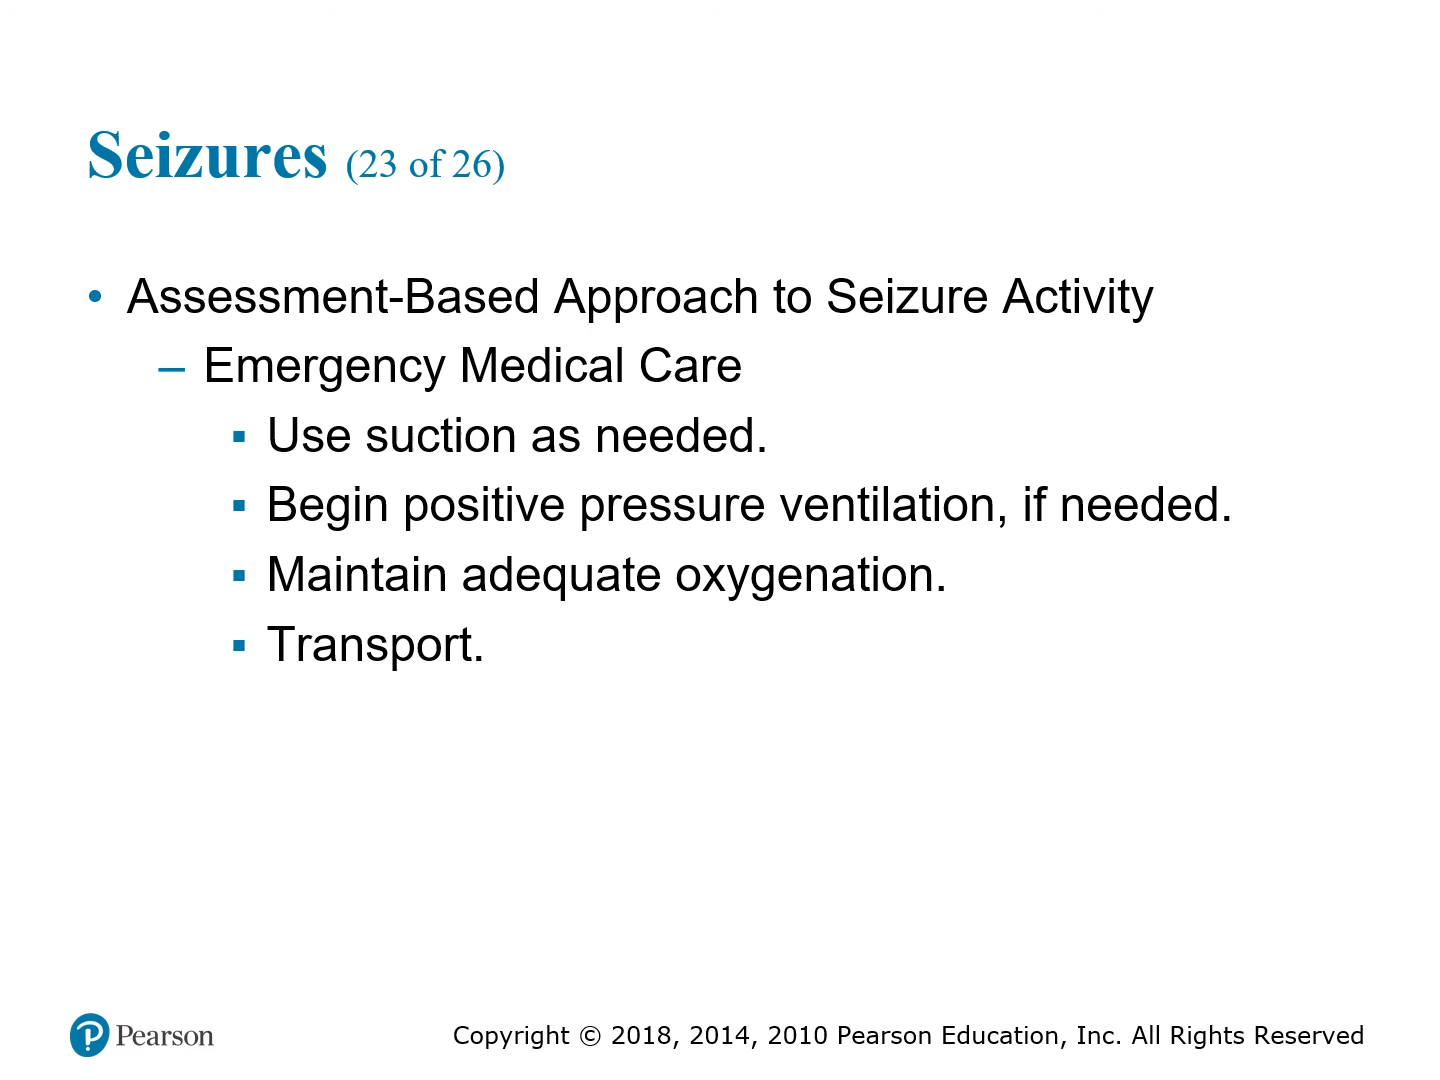 Seizures (23 of 26)
• Assessment-Based Approach to Seizure Activity
– Emergency Medical Care
▪ Use suction as needed.
▪ Begin positive pressure ventilation, if needed.
▪ Maintain adequate oxygenation.
▪ Transport.
Pearson
Copyright © 2018, 2014, 2010 Pearson Education, Inc. All Rights Reserved